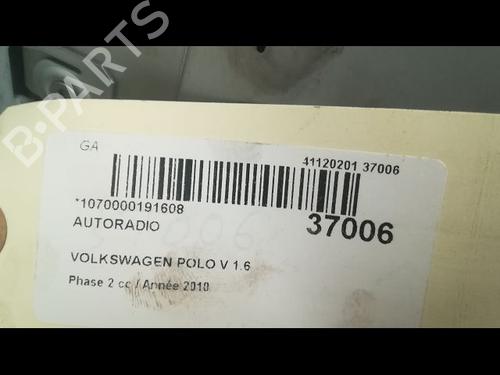 GA
41120201 37006
*1070000191608
37006
AUTORADIO
VOLKSWAGEN POLO V 1.6
Phase 2 cc / Année 2010
B-PARTS